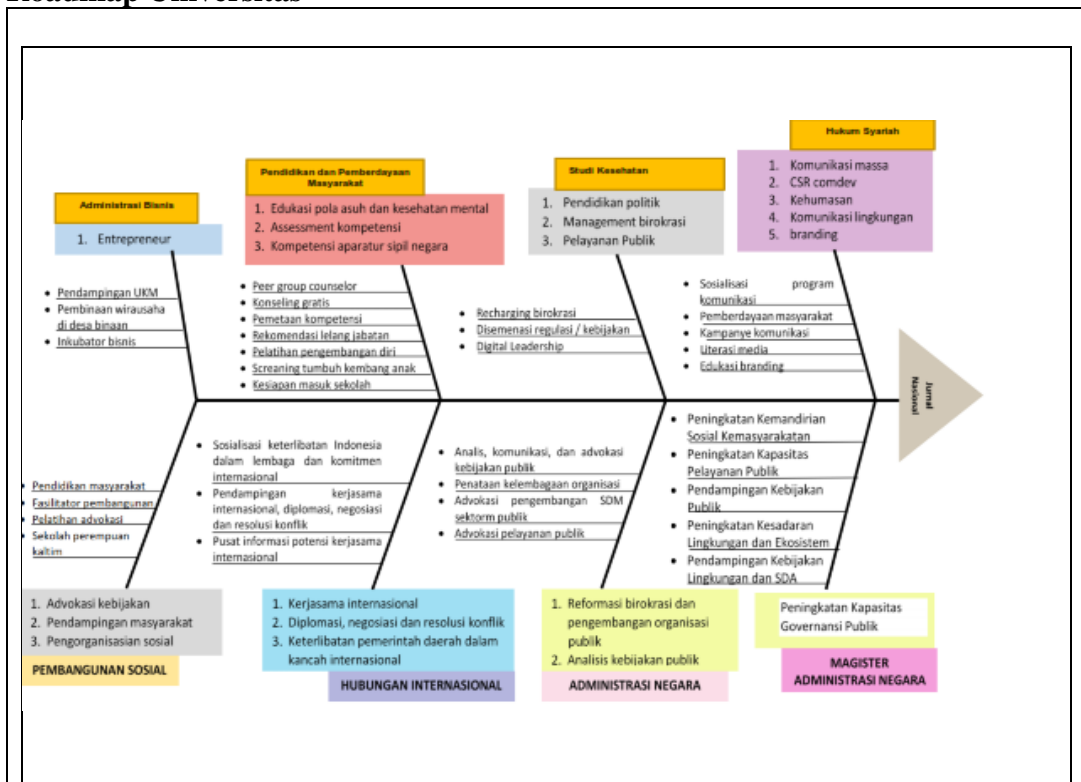 Roadmap Universitas
Hukum Syariah
1. Komunikasi massa
2. CSR comdev
3. Kehumasan
4. Komunikasi lingkungan
5. branding
Pendidikan dan Pemberdayaan
Masyarakat
1. Edukasi pola asuh dan kesehatan mental
2. Assessment kompetensi
3. Kompetensi aparatur sipil negara
Studi Kesehatan
1. Pendidikan politik
2. Management birokrasi
3. Pelayanan Publik
Administrasi Bisnis
1. Entrepreneur
• Pendampingan UKM
• Pembinaan wirausaha
di desa binaan
• Inkubator bisnis
• Peer group counselor
• Konseling gratis
• Pemetaan kompetensi
• Rekomendasi lelang jabatan
• Pelatihan pengembangan diri
• Screaning tumbuh kembang anak
• Kesiapan masuk sekolah
• Recharging birokrasi
• Disemenasi regulasi / kebijakan
• Digital Leadership
• Sosialisasi program
komunikasi
• Pemberdayaan masyarakat
• Kampanye komunikasi
• Literasi media
• Edukasi branding
Jurnal
Nasional
• Pendidikan masyarakat
• Fasilitator pembangunan
• Pelatihan advokasi
• Sekolah perempuan
kaltim
• Sosialisasi keterlibatan Indonesia
dalam lembaga dan komitmen
internasional
• Pendampingan kerjasama
internasional, diplomasi, negosiasi
dan resolusi konflik
• Pusat informasi potensi kerjasama
internasional
• Analis, komunikasi, dan advokasi
kebijakan publik
• Penataan kelembagaan organisasi
• Advokasi pengembangan SDM
sektorm publik
• Advokasi pelayanan publik
• Peningkatan Kemandirian
Sosial Kemasyarakatan
• Peningkatan Kapasitas
Pelayanan Publik
• Pendampingan Kebijakan
Publik
• Peningkatan Kesadaran
Lingkungan dan Ekosistem
• Pendampingan Kebijakan
Lingkungan dan SDA
1. Advokasi kebijakan
2. Pendampingan masyarakat
3. Pengorganisasian sosial
PEMBANGUNAN SOSIAL
1. Kerjasama internasional
2. Diplomasi, negosiasi dan resolusi konflik
3. Keterlibatan pemerintah daerah dalam
kancah internasional
HUBUNGAN INTERNASIONAL
1. Reformasi birokrasi dan
pengembangan organisasi
publik
2. Analisis kebijakan publik
ADMINISTRASI NEGARA
Peningkatan Kapasitas
Governansi Publik
MAGISTER
ADMINISTRASI NEGARA